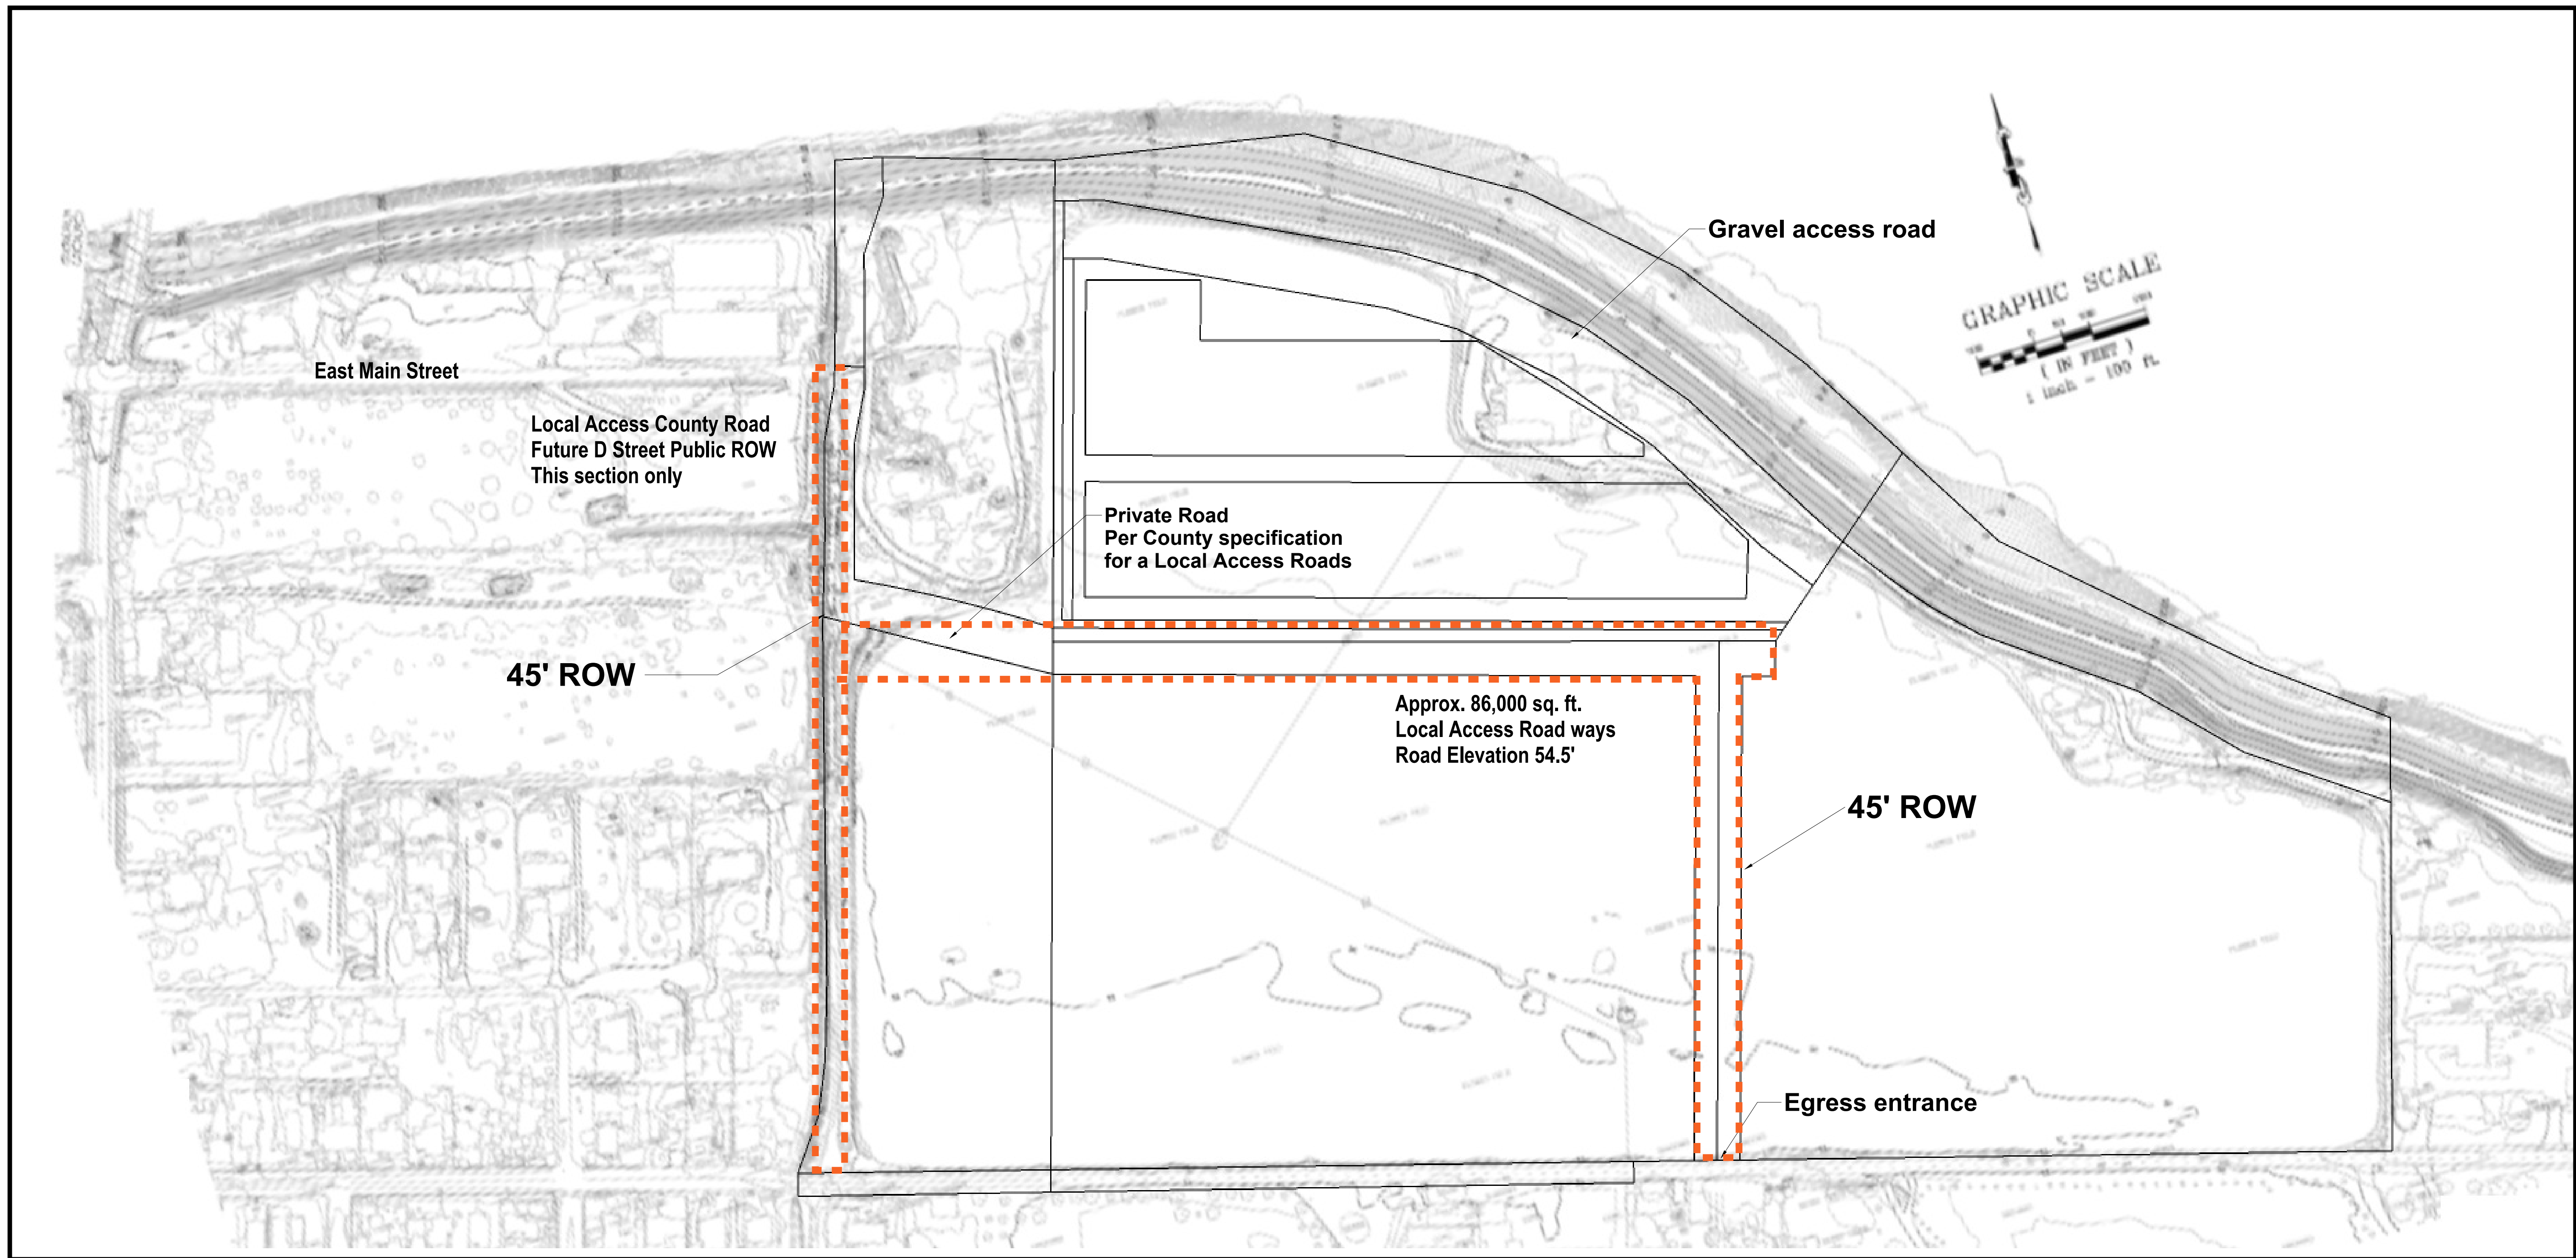 Gravel access road
GRAPHIC SCALE
( IN FEET )
1 inch = 100 ft.
East Main Street
Local Access County Road
Future D Street Public ROW
This section only
Private Road
Per County specification
for a Local Access Roads
45' ROW
Approx. 86,000 sq. ft.
Local Access Road ways
Road Elevation 54.5'
45' ROW
Egress entrance